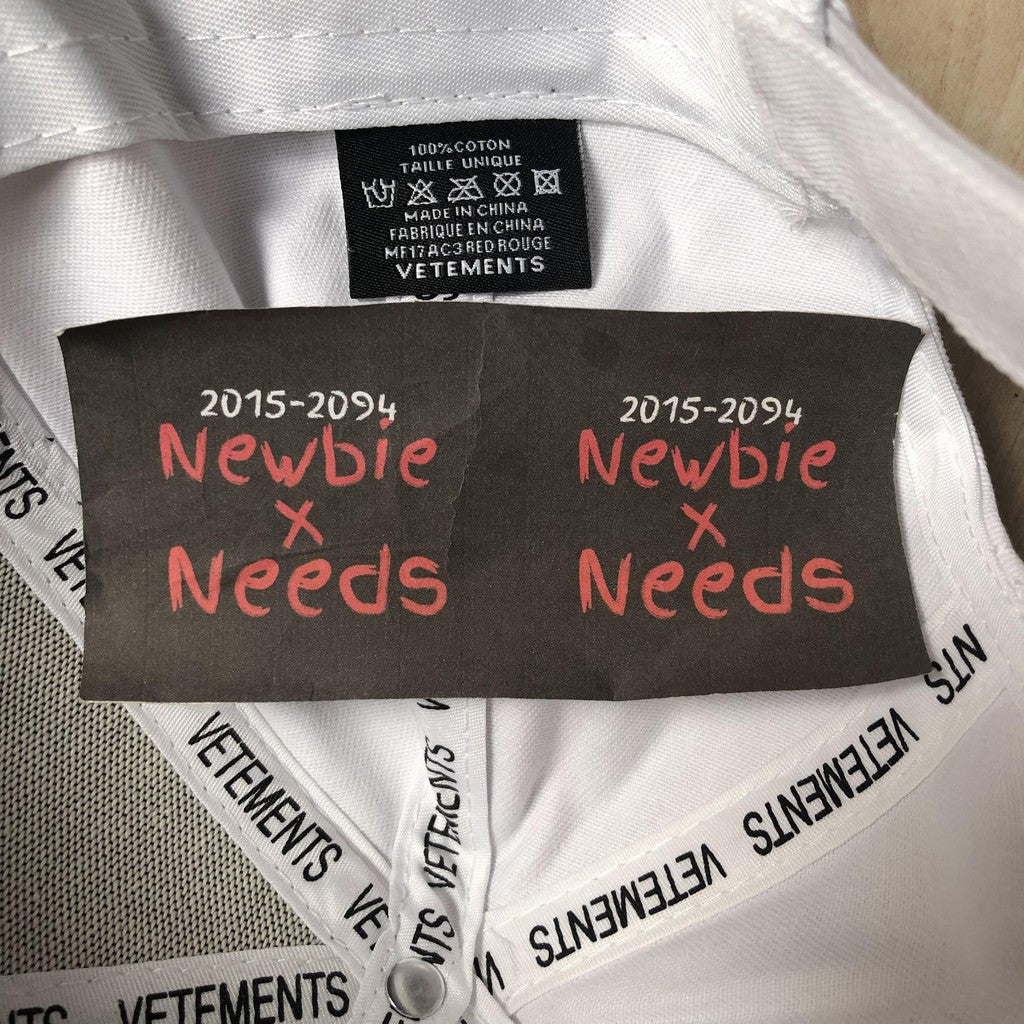 100%COTON
TAILLE UNIQUE
MADE IN CHINA
FABRIQUE EN CHINA
MF17AC3 RED ROUGE
VETEMENTS
2015-2094
Newbie
x
Needs
2015-2094
Newbie
x
Needs
VETEMENTS
VETEMENTS
VETEMENTS
VETEMENTS
VETEMENTS
VETEMENTS